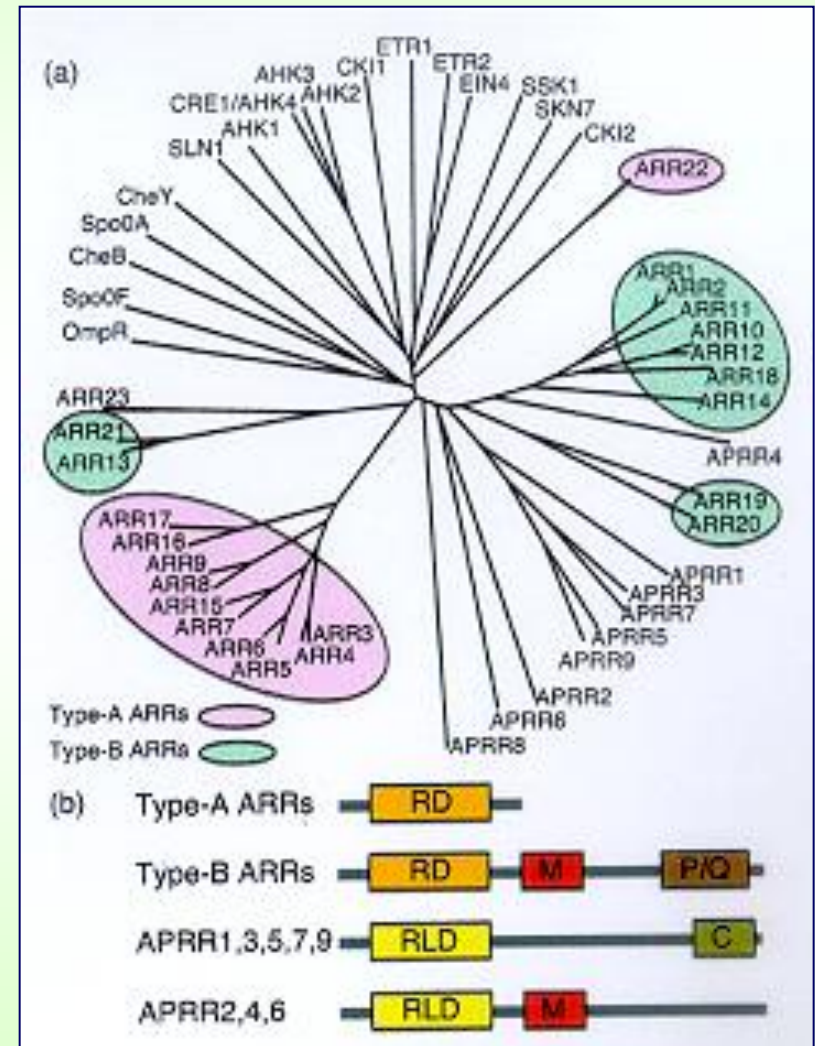 (a)
ETR1
CKI1
ETR2
AHK3
EIN4
AHK2
SSK1
CRE1/AHK4
SKN7
AHK1
CKI2
SLN1
ARR22
CheY
Spo0A
CheB
Spo0F
OmpR
ARR1
ARR2
ARR11
ARR10
ARR12
ARR18
ARR14
ARR23
ARR21
ARR13
APRR4
ARR19
ARR20
ARR17
ARR16
ARR9
ARR8
ARR15
ARR7
ARR6
ARR5
ARR3
ARR4
APRR1
APRR3
APRR7
APRR5
APRR9
APRR2
APRR6
APRR8
Type-A ARRs
Type-B ARRs
(b)
Type-A ARRs RD
Type-B ARRs RD M P/Q
APRR1,3,5,7,9 RLD C
APRR2,4,6 RLD M